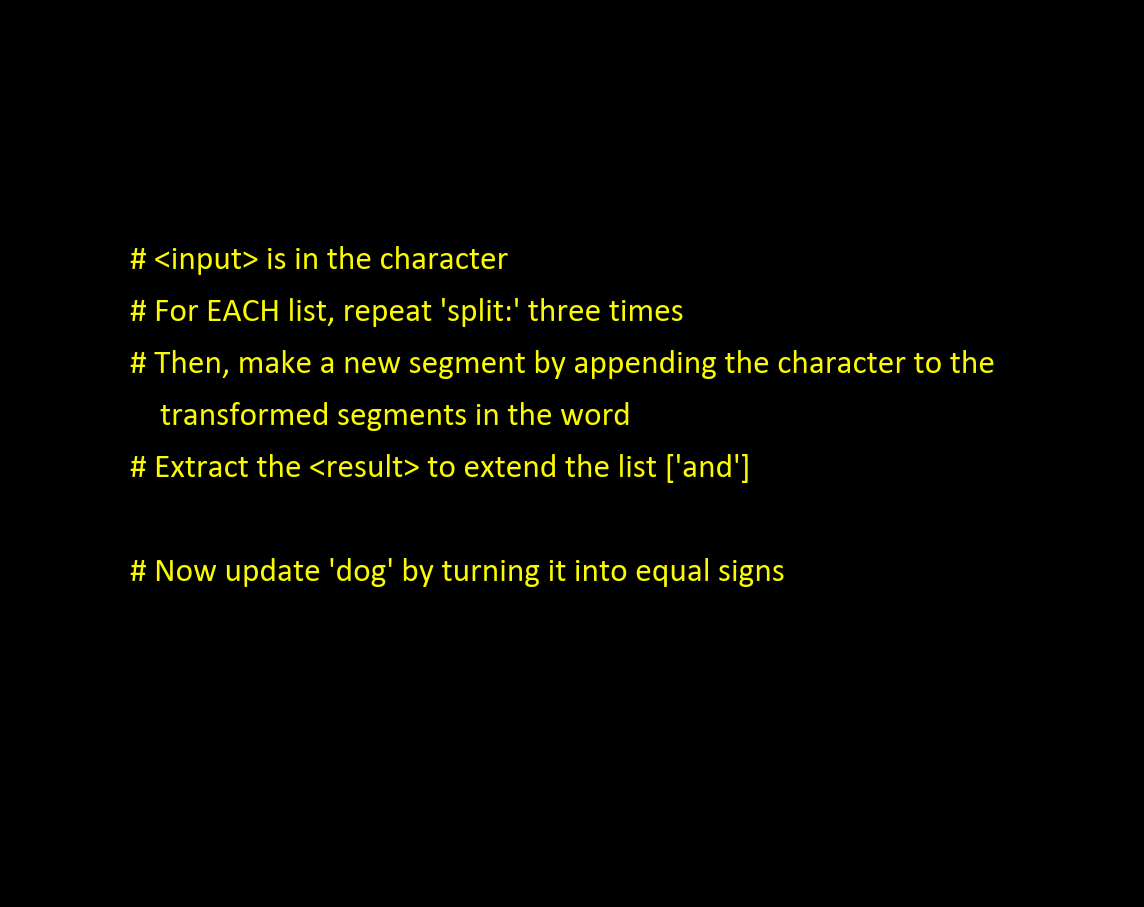 # <input> is in the character
# For EACH list, repeat 'split:' three times
# Then, make a new segment by appending the character to the
transformed segments in the word
# Extract the <result> to extend the list ['and']
# Now update 'dog' by turning it into equal signs